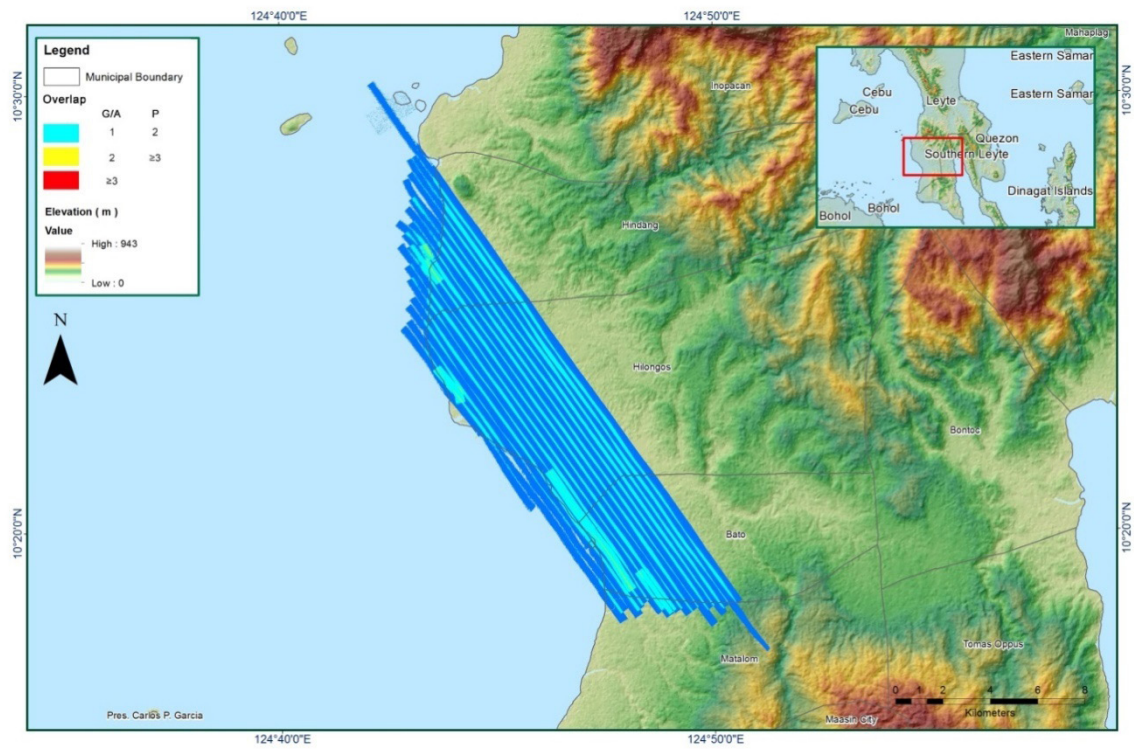 124°40'0"E
124°50'0"E
Legend
Municipal Boundary
Overlap
G/A P
1 2
2 ≥3
≥3
Elevation ( m )
Value
High : 943
Low : 0
N
10°30'0"N
10°20'0"N
10°30'0"N
10°20'0"N
Mahaplag
Inopacan
Hindang
Hilongos
Bontoc
Bato
Tomas Oppus
Matalom
Maasin city
Pres. Carlos P. Garcia
Eastern Samar
Cebu
Cebu
Leyte
Eastern Samar
Quezon
Southern Leyte
Dinagat Islands
Bohol
Bohol
0 1 2 4 6 8
Kilometers
124°40'0"E
124°50'0"E